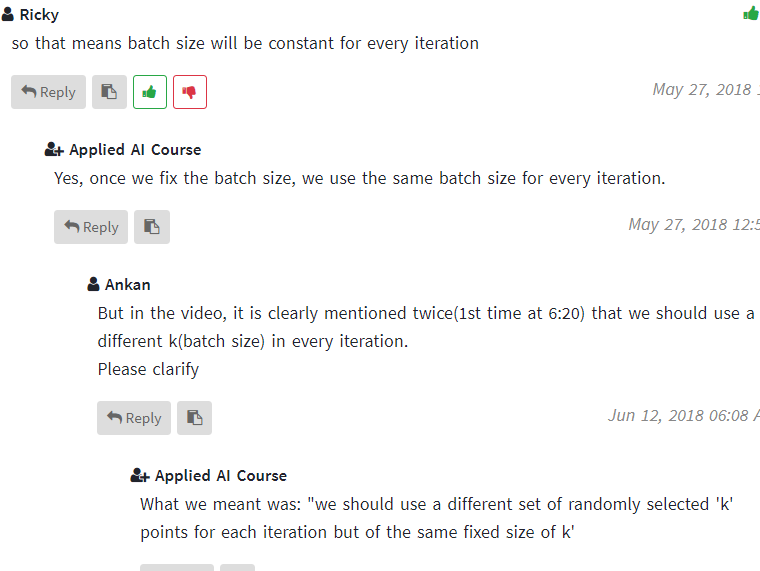 Ricky
so that means batch size will be constant for every iteration
Reply
May 27, 2018
Applied AI Course
Yes, once we fix the batch size, we use the same batch size for every iteration.
Reply
May 27, 2018 12:5
Ankan
But in the video, it is clearly mentioned twice(1st time at 6:20) that we should use a
different k(batch size) in every iteration.
Please clarify
Reply
Jun 12, 2018 06:08 A
Applied AI Course
What we meant was: "we should use a different set of randomly selected 'k'
points for each iteration but of the same fixed size of k'